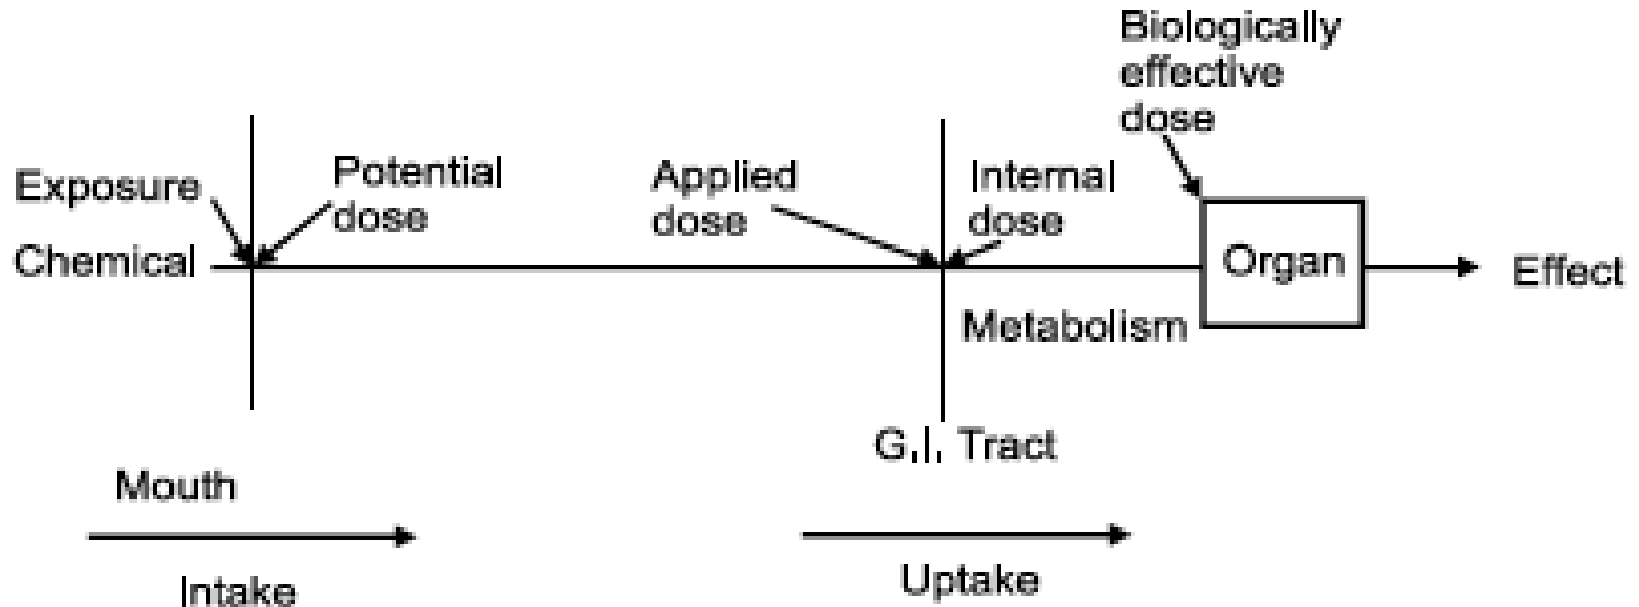 Biologically
effective
dose
Exposure
Potential
dose
Applied
dose
Internal
dose
Chemical
Organ
Effect
Metabolism
G.I. Tract
Mouth
Intake
Uptake